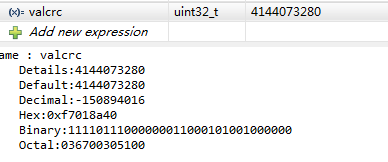 (x)= valcrc uint32_t 4144073280
Add new expression
ame : valcrc
Details:4144073280
Default:4144073280
Decimal:-150894016
Hex:0xf7018a40
Binary:11110111000000011000101001000000
Octal:036700305100